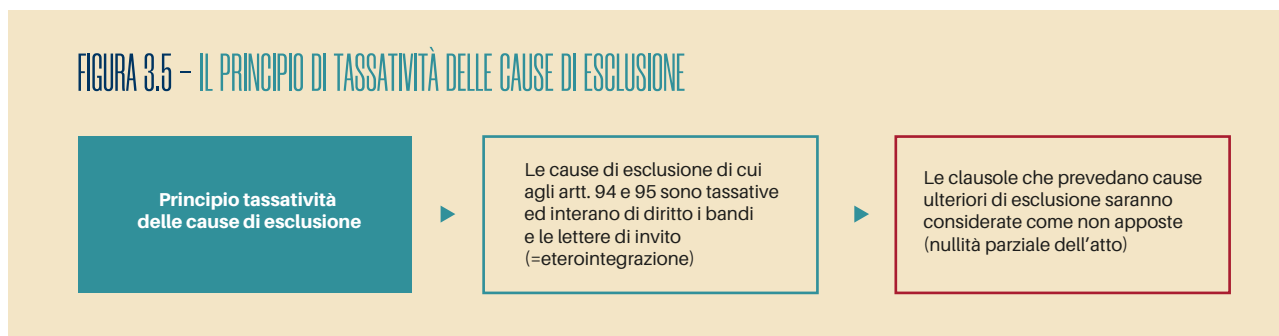 FIGURA 3.5 – IL PRINCIPIO DI TASSATIVITÀ DELLE CAUSE DI ESCLUSIONE
Principio tassatività
delle cause di esclusione
Le cause di esclusione di cui
agli artt. 94 e 95 sono tassative
ed interano di diritto i bandi
e le lettere di invito
(=eterointegrazione)
Le clausole che prevedano cause
ulteriori di esclusione saranno
considerate come non apposte
(nullità parziale dell'atto)